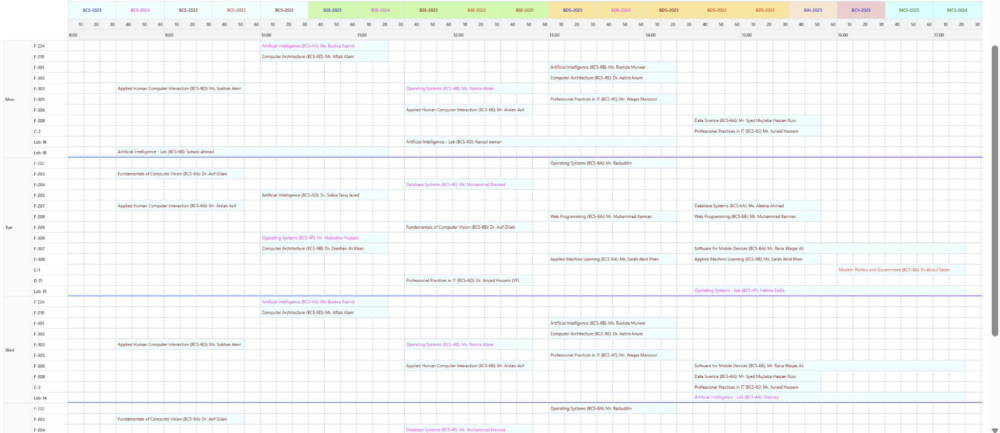 BCS-2025 BCS-2024 BCS-2023 BCS-2022 BCS-2021 BSE-2025 BSE-2024 BSE-2023 BSE-2022 BSE-2021 BDS-2025 BDS-2024 BDS-2023 BDS-2022 BDS-2021 BAI-2025 BCY-2025 MCS-2025 MCS-2024
10 20 30 40 50 60 10 20 30 40 50 60 10 20 30 40 50 60 10 20 30 40 50 60 10 20 30 40 50 60 10 20 30 40 50 60 10 20 30 40 50 60 10 20 30 40 50 60 10 20 30 40 50 60 10 20 30
8:00 9:00 10:00 11:00 12:00 13:00 14:00 15:00 16:00 17:00
Mon
F-204 Artificial Intelligence (BCS-4A): Ms. Bushra Rashid
F-210 Computer Architecture (BCS-6D): Mr. Aftab Alam
F-301 Artificial Intelligence (BCS-6B): Ms. Rushda Muneer
F-302 Computer Architecture (BCS-6E): Dr. Aatira Anum
F-303 Applied Human Computer Interaction (BCS-6D): Ms. Sukhan Amir Operating Systems (BCS-4B): Ms. Namra Absar
F-305 Professional Practices in IT (BCS-6F): Mr. Waqas Manzoor
F-306 Applied Human Computer Interaction (BCS-6B): Mr. Arslan Asif
F-308 Data Science (BCS-6A): Mr. Syed Mujtaba Hassan Rizvi
C-2 Professional Practices in IT (BCS-6J): Mr. Junaid Hussain
Lab-16 Artificial Intelligence - Lab (BCS-6D): Kanzul eeman
Lab-18 Artificial Intelligence - Lab (BCS-6B): Sohaib Ahmad
Tue
F-202 Operating Systems (BCS-6A): Mr. Raziuddin
F-203 Fundamentals of Computer Vision (BCS-6A): Dr. Asif Gilani
F-204 Database Systems (BCS-4F): Mr. Muhammad Naveed
F-205 Artificial Intelligence (BCS-6D): Dr. Sobia Tariq Javed
F-207 Applied Human Computer Interaction (BCS-6A): Mr. Arslan Asif Database Systems (BCS-6A): Ms. Aleena Ahmad
F-208 Web Programming (BCS-6A): Mr. Muhammad Kamran Web Programming (BCS-6B): Mr. Muhammad Kamran
F-209 Fundamentals of Computer Vision (BCS-6B): Dr. Asif Gilani
F-306 Operating Systems (BCS-4F): Mr. Mubashar Hussain
F-307 Computer Architecture (BCS-6B): Dr. Zeeshan Ali Khan Software for Mobile Devices (BCS-6A): Mr. Rana Waqas Ali
F-308 Applied Machine Learning (BCS-6A): Ms. Sarah Abid Khan Applied Machine Learning (BCS-6B): Ms. Sarah Abid Khan
C-1 Modern Politics and Government (BCS-8A): Dr Abdul Sattar
D-11 Professional Practices in IT (BCS-6D): Dr. Amjad Hussain (VF)
Lab-15 Operating Systems - Lab (BCS-4F): Halima Sadia
Wed
F-204 Artificial Intelligence (BCS-4A): Ms. Bushra Rashid
F-210 Computer Architecture (BCS-6D): Mr. Aftab Alam
F-301 Artificial Intelligence (BCS-6B): Ms. Rushda Muneer
F-302 Computer Architecture (BCS-6E): Dr. Aatira Anum
F-303 Applied Human Computer Interaction (BCS-6D): Ms. Sukhan Amir Operating Systems (BCS-4B): Ms. Namra Absar
F-305 Professional Practices in IT (BCS-6F): Mr. Waqas Manzoor
F-306 Applied Human Computer Interaction (BCS-6B): Mr. Arslan Asif Software for Mobile Devices (BCS-6B): Mr. Rana Waqas Ali
F-308 Data Science (BCS-6A): Mr. Syed Mujtaba Hassan Rizvi
C-2 Professional Practices in IT (BCS-6J): Mr. Junaid Hussain
Lab-14 Artificial Intelligence - Lab (BCS-4A): Shanzay
F-202 Operating Systems (BCS-6A): Mr. Raziuddin
F-203 Fundamentals of Computer Vision (BCS-6A): Dr. Asif Gilani
F-204 Database Systems (BCS-4F): Mr. Muhammad Naveed